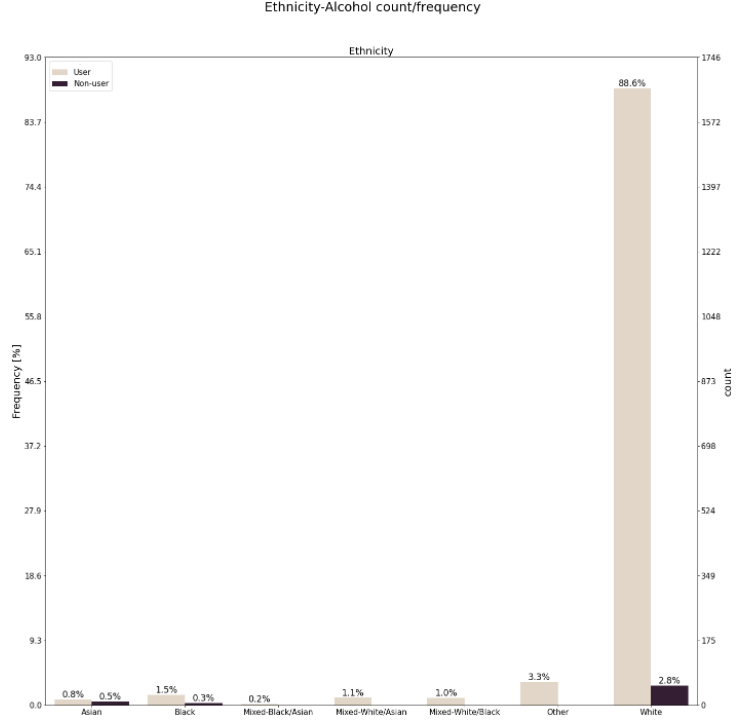 Ethnicity-Alcohol count/frequency
Ethnicity
User
Non-user
Frequency [%]
93.0
83.7
74.4
65.1
55.8
46.5
37.2
27.9
18.6
9.3
0.0
count
1746
1572
1397
1222
1048
873
698
524
349
175
0
0.8%
0.5%
1.5%
0.3%
0.2%
1.1%
1.0%
3.3%
88.6%
2.8%
Asian
Black
Mixed-Black/Asian
Mixed-White/Asian
Mixed-White/Black
Other
White